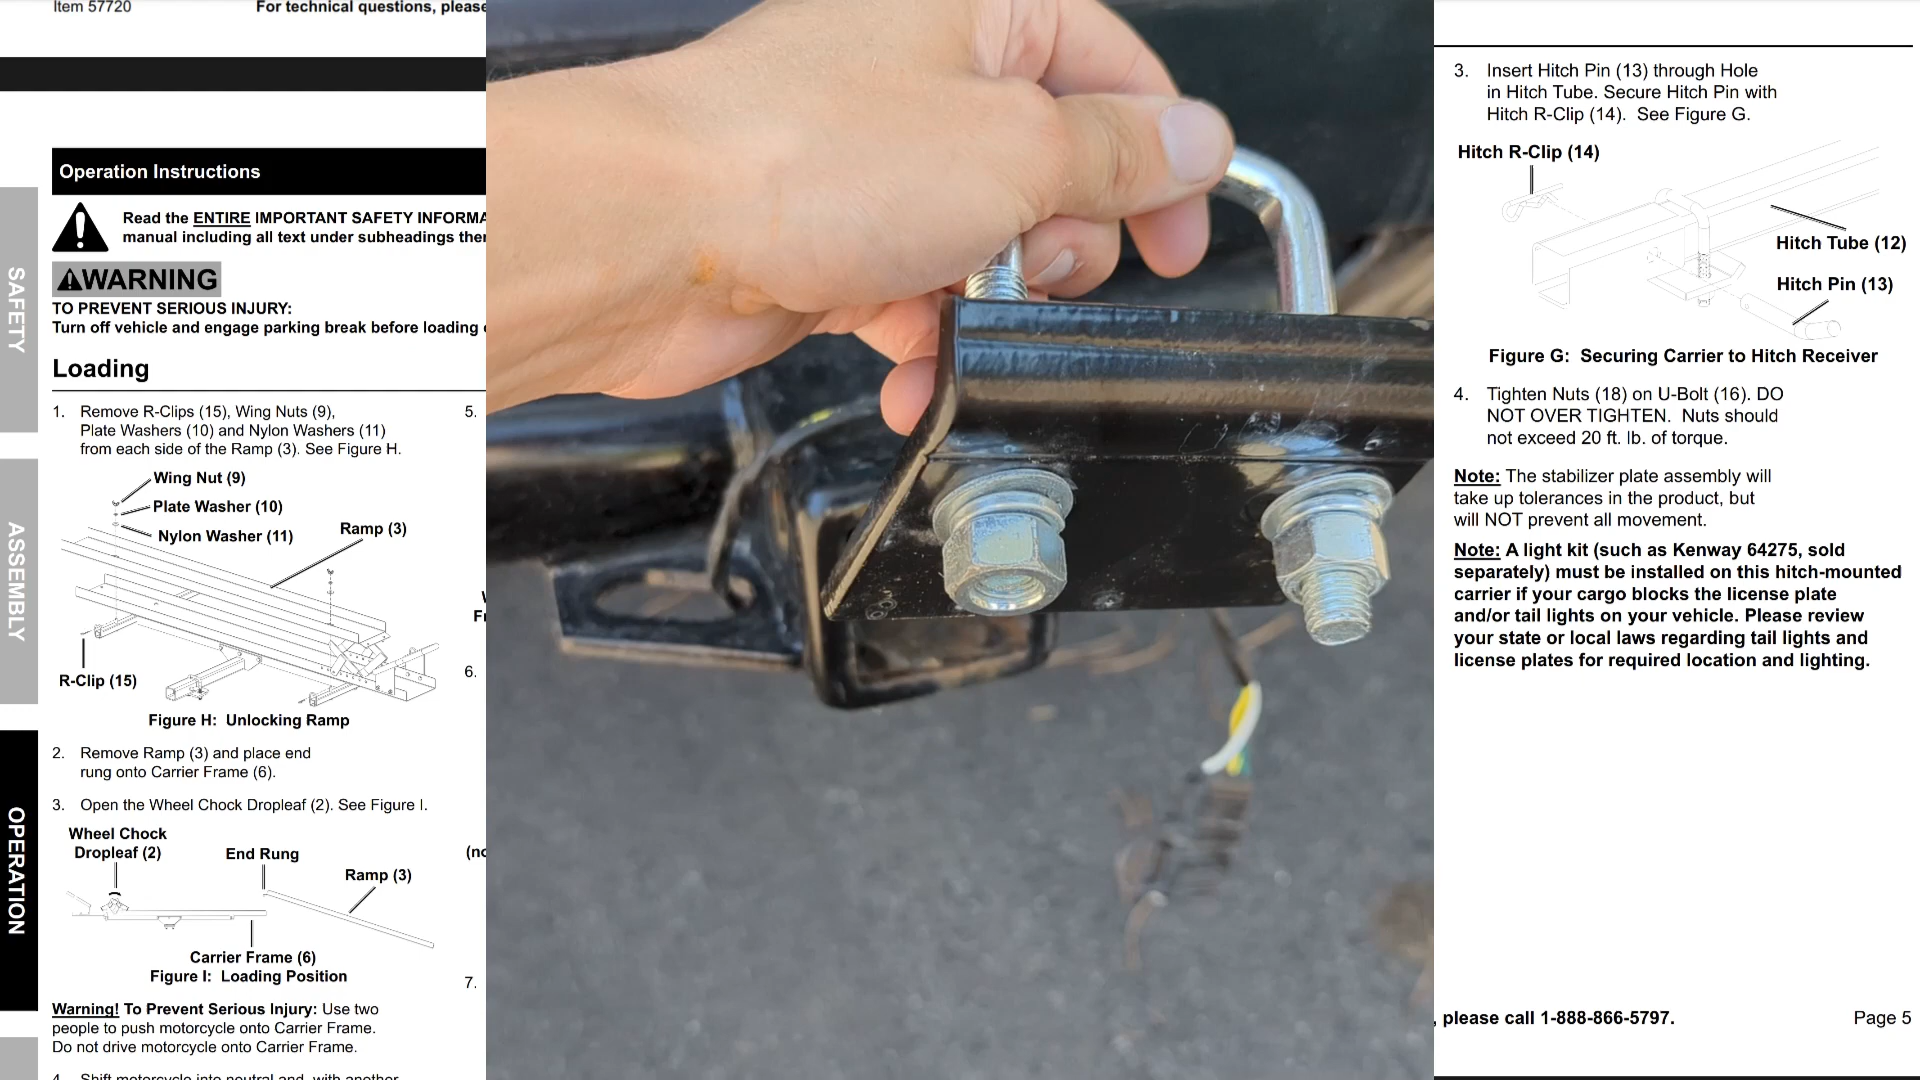 Item 57720
For technical questions, please
SAFETY
ASSEMBLY
OPERATION
Operation Instructions
Read the ENTIRE IMPORTANT SAFETY INFORMA
manual including all text under subheadings
WARNING
TO PREVENT SERIOUS INJURY:
Turn off vehicle and engage parking break before loading
Loading
1. Remove R-Clips (15), Wing Nuts (9),
Plate Washers (10) and Nylon Washers (11)
from each side of the Ramp (3). See Figure H.
Wing Nut (9)
Plate Washer (10)
Nylon Washer (11)
Ramp (3)
R-Clip (15)
Figure H: Unlocking Ramp
2. Remove Ramp (3) and place end
rung onto Carrier Frame (6).
3. Open the Wheel Chock Dropleaf (2). See Figure I.
Wheel Chock
Dropleaf (2)
End Rung
Ramp (3)
Carrier Frame (6)
Figure I: Loading Position
Warning! To Prevent Serious Injury: Use two
people to push motorcycle onto Carrier Frame.
Do not drive motorcycle onto Carrier Frame.
4. Shift motorcycle into neutral and, with another
5.
6.
7.
3. Insert Hitch Pin (13) through Hole
in Hitch Tube. Secure Hitch Pin with
Hitch R-Clip (14). See Figure G.
Hitch R-Clip (14)
Hitch Tube (12)
Hitch Pin (13)
Figure G: Securing Carrier to Hitch Receiver
4. Tighten Nuts (18) on U-Bolt (16). DO
NOT OVER TIGHTEN. Nuts should
not exceed 20 ft. lb. of torque.
Note: The stabilizer plate assembly will
take up tolerances in the product, but
will NOT prevent all movement.
Note: A light kit (such as Kenway 64275, sold
separately) must be installed on this hitch-mounted
carrier if your cargo blocks the license plate
and/or tail lights on your vehicle. Please review
your state or local laws regarding tail lights and
license plates for required location and lighting.
, please call 1-888-866-5797.
Page 5